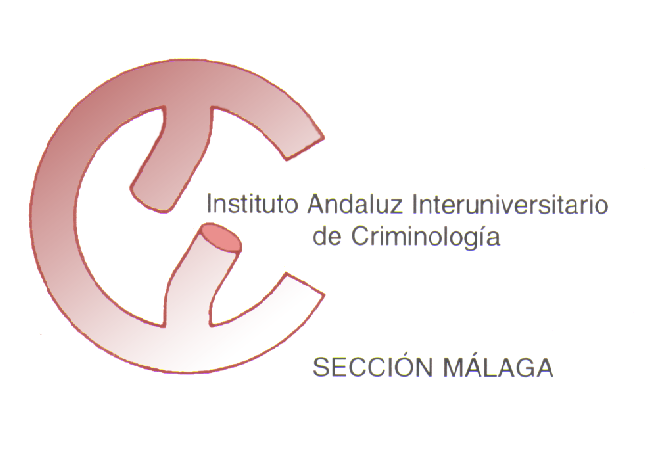 Instituto Andaluz Interuniversitario
de Criminología
SECCIÓN MÁLAGA